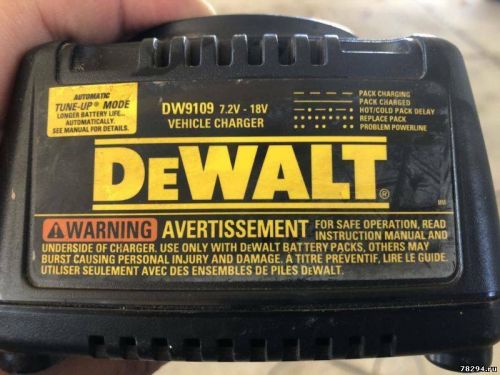 AUTOMATIC
TUNE-UP® MODE
LONGER BATTERY LIFE...
AUTOMATICALLY.
SEE MANUAL FOR DETAILS.
DW9109 7.2V - 18V
VEHICLE CHARGER
PACK CHARGING
PACK CHARGED
HOT/COLD PACK DELAY
REPLACE PACK
PROBLEM POWERLINE
DEWALT®
WARNING AVERTISSEMENT FOR SAFE OPERATION, READ
INSTRUCTION MANUAL AND
UNDERSIDE OF CHARGER. USE ONLY WITH DEWALT BATTERY PACKS, OTHERS MAY
BURST CAUSING PERSONAL INJURY AND DAMAGE. A TITRE PREVENTIF, LIRE LE GUIDE.
UTILISER SEULEMENT AVEC DES ENSEMBLES DE PILES DEWALT.
78294.ru